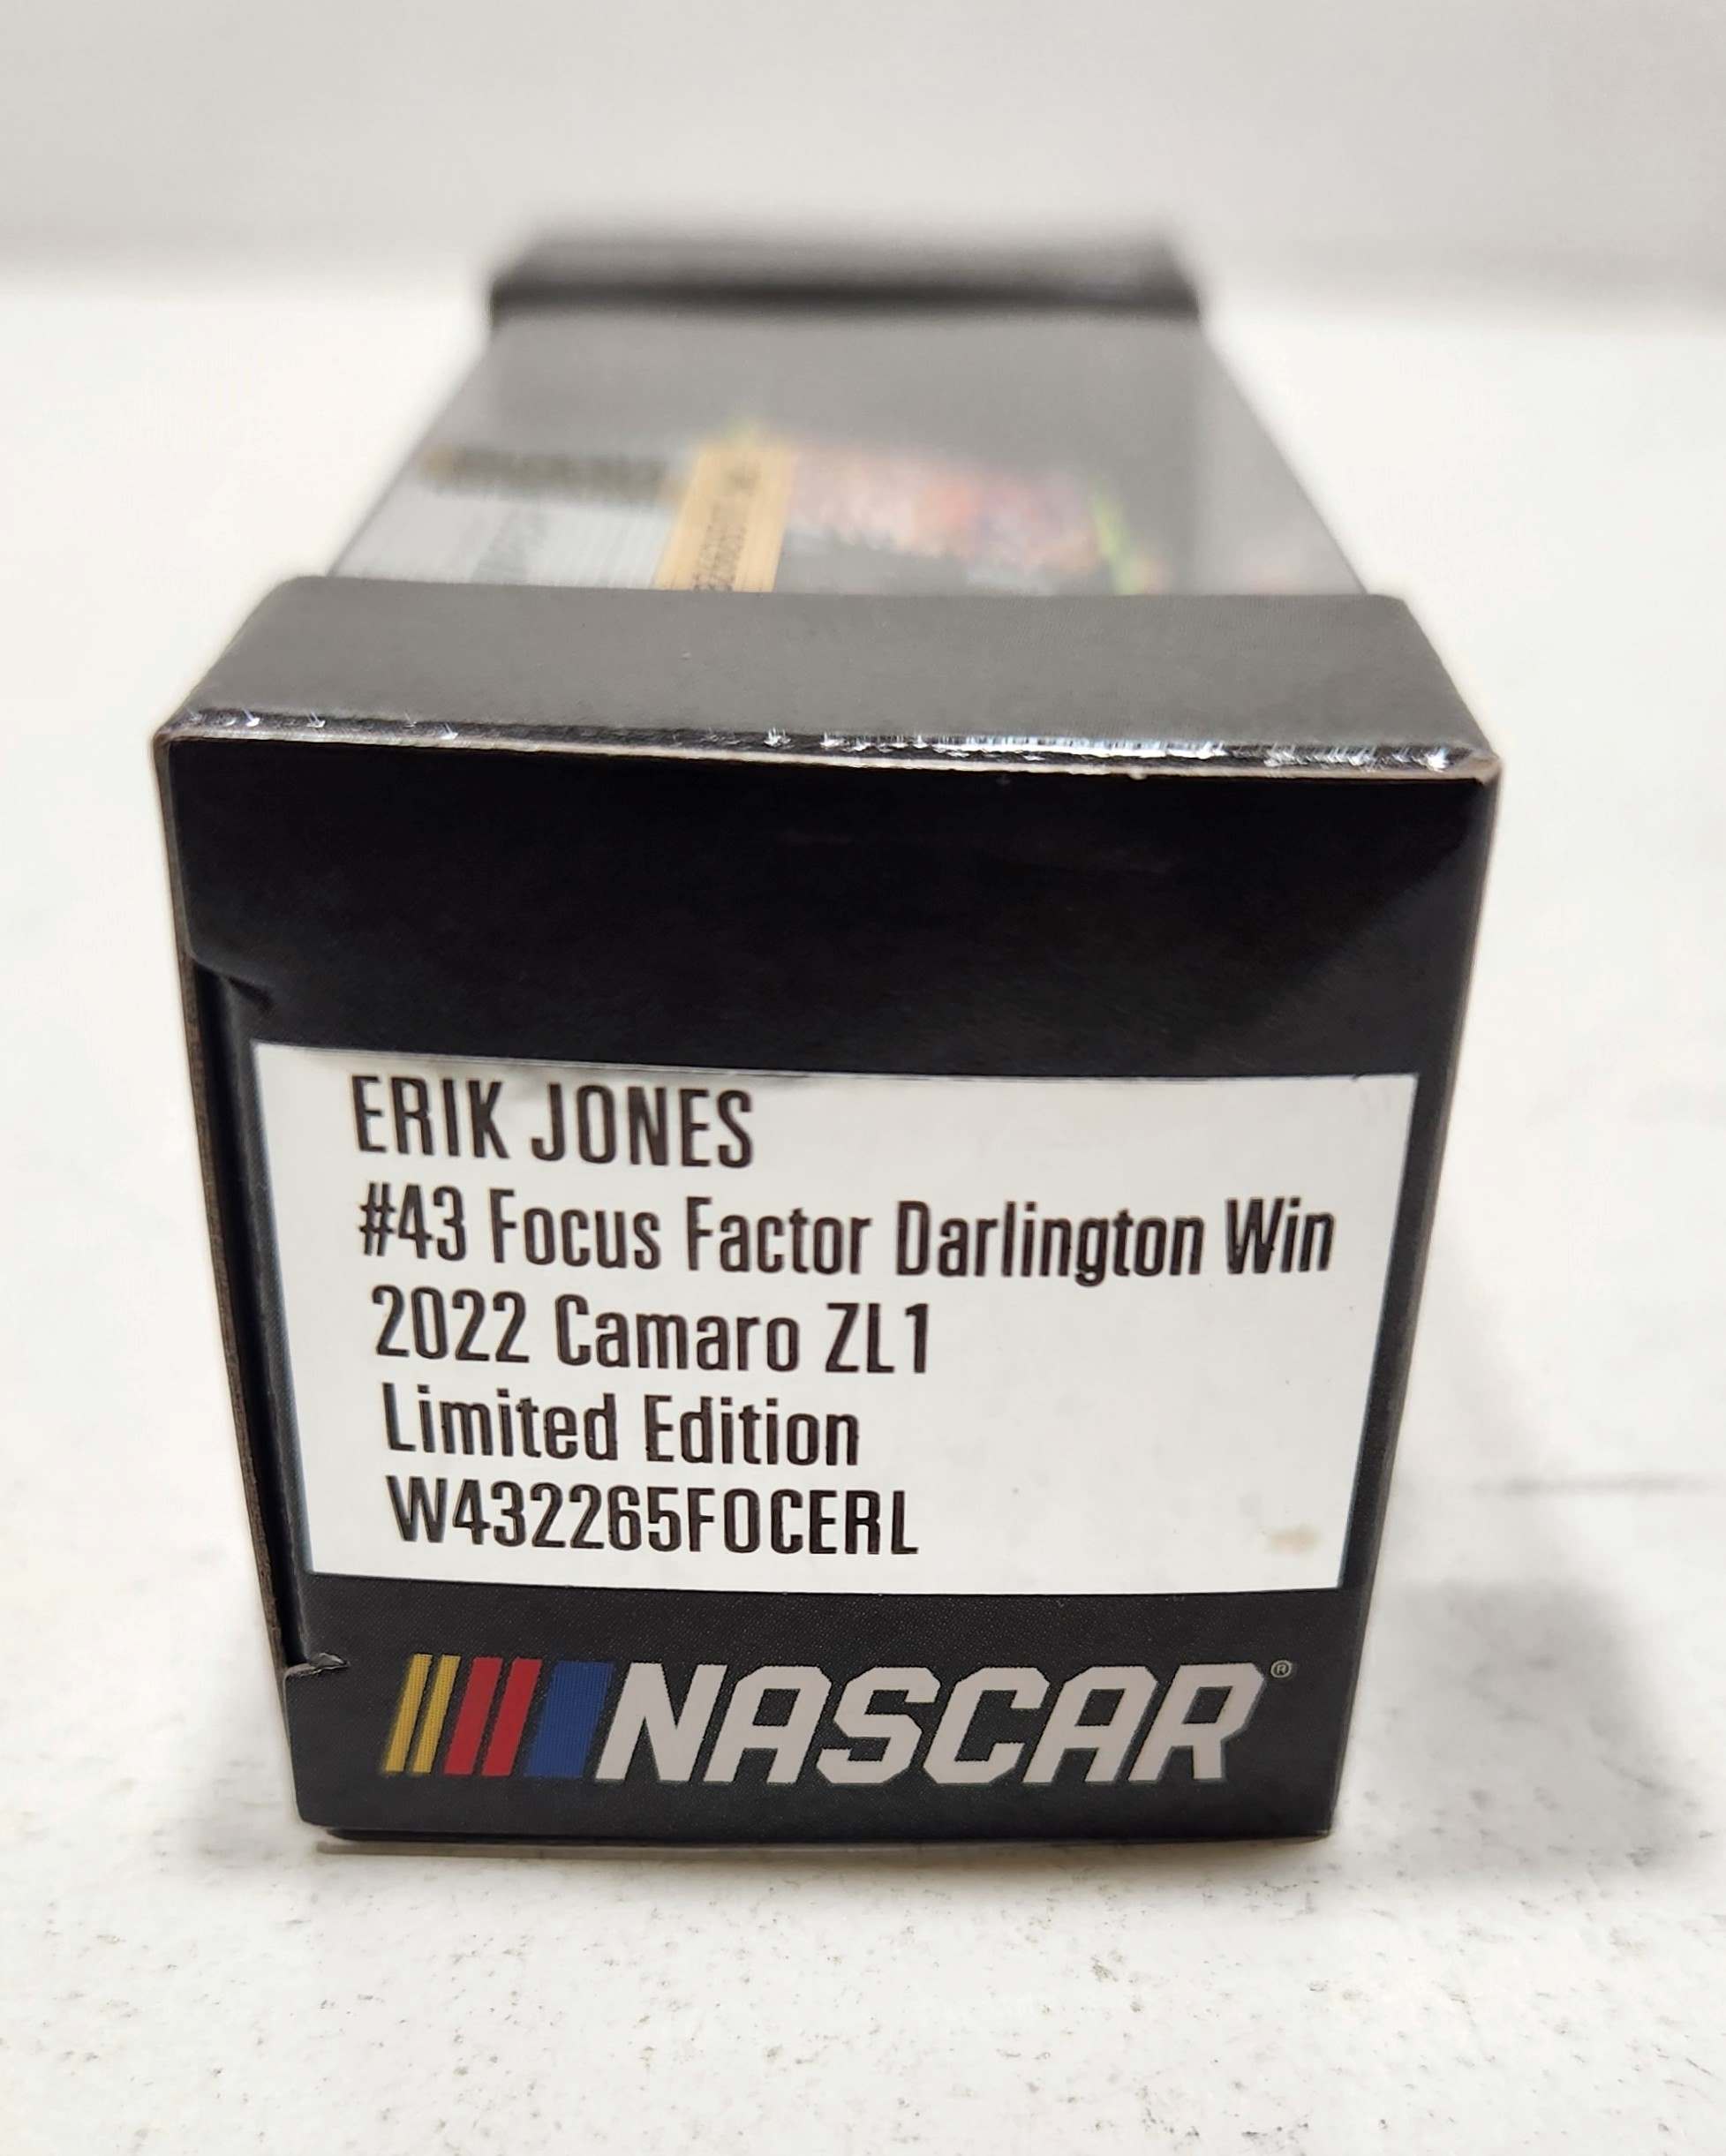 ERIK JONES
#43 Focus Factor Darlington Win
2022 Camaro ZL1
Limited Edition
W432265FOCERL
NASCAR®